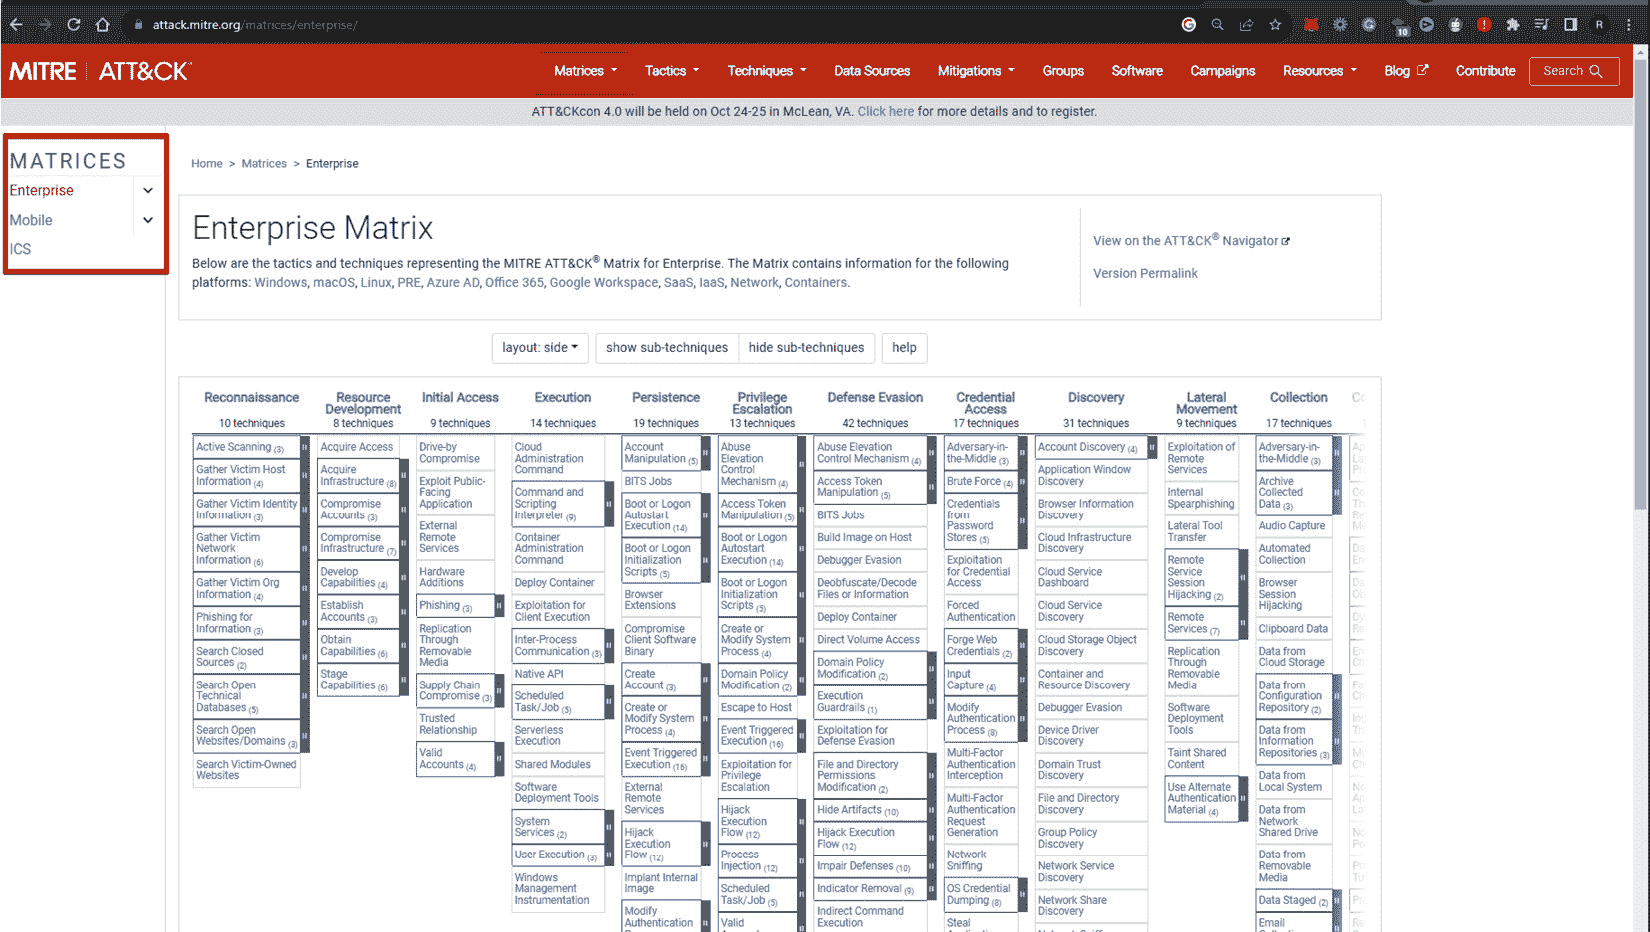 attack.mitre.org/matrices/enterprise/
10
R
MITRE | ATT&CK
Matrices Tactics Techniques Data Sources Mitigations Groups Software Campaigns Resources Blog Contribute Search
ATT&CKcon 4.0 will be held on Oct 24-25 in McLean, VA. Click here for more details and to register.
MATRICES
Enterprise
Mobile
ICS
Home > Matrices > Enterprise
Enterprise Matrix
Below are the tactics and techniques representing the MITRE ATT&CK® Matrix for Enterprise. The Matrix contains information for the following
platforms: Windows, macOS, Linux, PRE, Azure AD, Office 365, Google Workspace, SaaS, IaaS, Network, Containers.
View on the ATT&CK® Navigator
Version Permalink
layout: side show sub-techniques hide sub-techniques help
Reconnaissance
10 techniques
Active Scanning (3)
Gather Victim Host
Information (4)
Gather Victim Identity
Information (3)
Gather Victim
Network
Information (6)
Gather Victim Org
Information (4)
Phishing for
Information (3)
Search Closed
Sources (2)
Search Open
Technical
Databases (5)
Search Open
Websites/Domains (3)
Search Victim-Owned
Websites
Resource
Development
8 techniques
Acquire Access
Acquire
Infrastructure (8)
Compromise
Accounts (3)
Compromise
Infrastructure (7)
Develop
Capabilities (4)
Establish
Accounts (3)
Obtain
Capabilities (6)
Stage
Capabilities (6)
Initial Access
9 techniques
Drive-by
Compromise
Exploit Public-
Facing
Application
External
Remote
Services
Hardware
Additions
Phishing (3)
Replication
Through
Removable
Media
Supply Chain
Compromise (3)
Trusted
Relationship
Valid
Accounts (4)
Execution
14 techniques
Cloud
Administration
Command
Command and
Scripting
Interpreter (9)
Container
Administration
Command
Deploy Container
Exploitation for
Client Execution
Inter-Process
Communication (3)
Native API
Scheduled
Task/Job (5)
Serverless
Execution
Shared Modules
Software
Deployment Tools
System
Services (2)
User Execution (3)
Windows
Management
Instrumentation
Persistence
19 techniques
Account
Manipulation (5)
BITS Jobs
Boot or Logon
Autostart
Execution (14)
Boot or Logon
Initialization
Scripts (5)
Browser
Extensions
Compromise
Client Software
Binary
Create
Account (3)
Create or
Modify System
Process (4)
Event Triggered
Execution (16)
External
Remote
Services
Hijack
Execution
Flow (12)
Implant Internal
Image
Modify
Authentication
Privilege
Escalation
13 techniques
Abuse
Elevation
Control
Mechanism (4)
Access Token
Manipulation (5)
Boot or Logon
Autostart
Execution (14)
Boot or Logon
Initialization
Scripts (5)
Create or
Modify System
Process (4)
Domain Policy
Modification (2)
Escape to Host
Event Triggered
Execution (16)
Exploitation for
Privilege
Escalation
Hijack
Execution
Flow (12)
Process
Injection (12)
Scheduled
Task/Job (5)
Valid
Defense Evasion
42 techniques
Abuse Elevation
Control Mechanism (4)
Access Token
Manipulation (5)
BITS Jobs
Build Image on Host
Debugger Evasion
Deobfuscate/Decode
Files or Information
Deploy Container
Direct Volume Access
Domain Policy
Modification (2)
Execution
Guardrails (1)
Exploitation for
Defense Evasion
File and Directory
Permissions
Modification (2)
Hide Artifacts (10)
Hijack Execution
Flow (12)
Impair Defenses (10)
Indicator Removal (9)
Indirect Command
Execution
Credential
Access
17 techniques
Adversary-in-
the-Middle (3)
Brute Force (4)
Credentials
from
Password
Stores (5)
Exploitation
for Credential
Access
Forced
Authentication
Forge Web
Credentials (2)
Input
Capture (4)
Modify
Authentication
Process (8)
Multi-Factor
Authentication
Interception
Multi-Factor
Authentication
Request
Generation
Network
Sniffing
OS Credential
Dumping (8)
Steal
Discovery
31 techniques
Account Discovery (4)
Application Window
Discovery
Browser Information
Discovery
Cloud Infrastructure
Discovery
Cloud Service
Dashboard
Cloud Service
Discovery
Cloud Storage Object
Discovery
Container and
Resource Discovery
Debugger Evasion
Device Driver
Discovery
Domain Trust
Discovery
File and Directory
Discovery
Group Policy
Discovery
Network Service
Discovery
Network Share
Discovery
Lateral
Movement
9 techniques
Exploitation of
Remote
Services
Internal
Spearphishing
Lateral Tool
Transfer
Remote
Service
Session
Hijacking (2)
Remote
Services (7)
Replication
Through
Removable
Media
Software
Deployment
Tools
Taint Shared
Content
Use Alternate
Authentication
Material (4)
Collection
17 techniques
Adversary-in-
the-Middle (3)
Archive
Collected
Data (3)
Audio Capture
Automated
Collection
Browser
Session
Hijacking
Clipboard Data
Data from
Cloud Storage
Data from
Configuration
Repository (2)
Data from
Information
Repositories (3)
Data from
Local System
Data from
Network
Shared Drive
Data from
Removable
Media
Data Staged (2)
Email